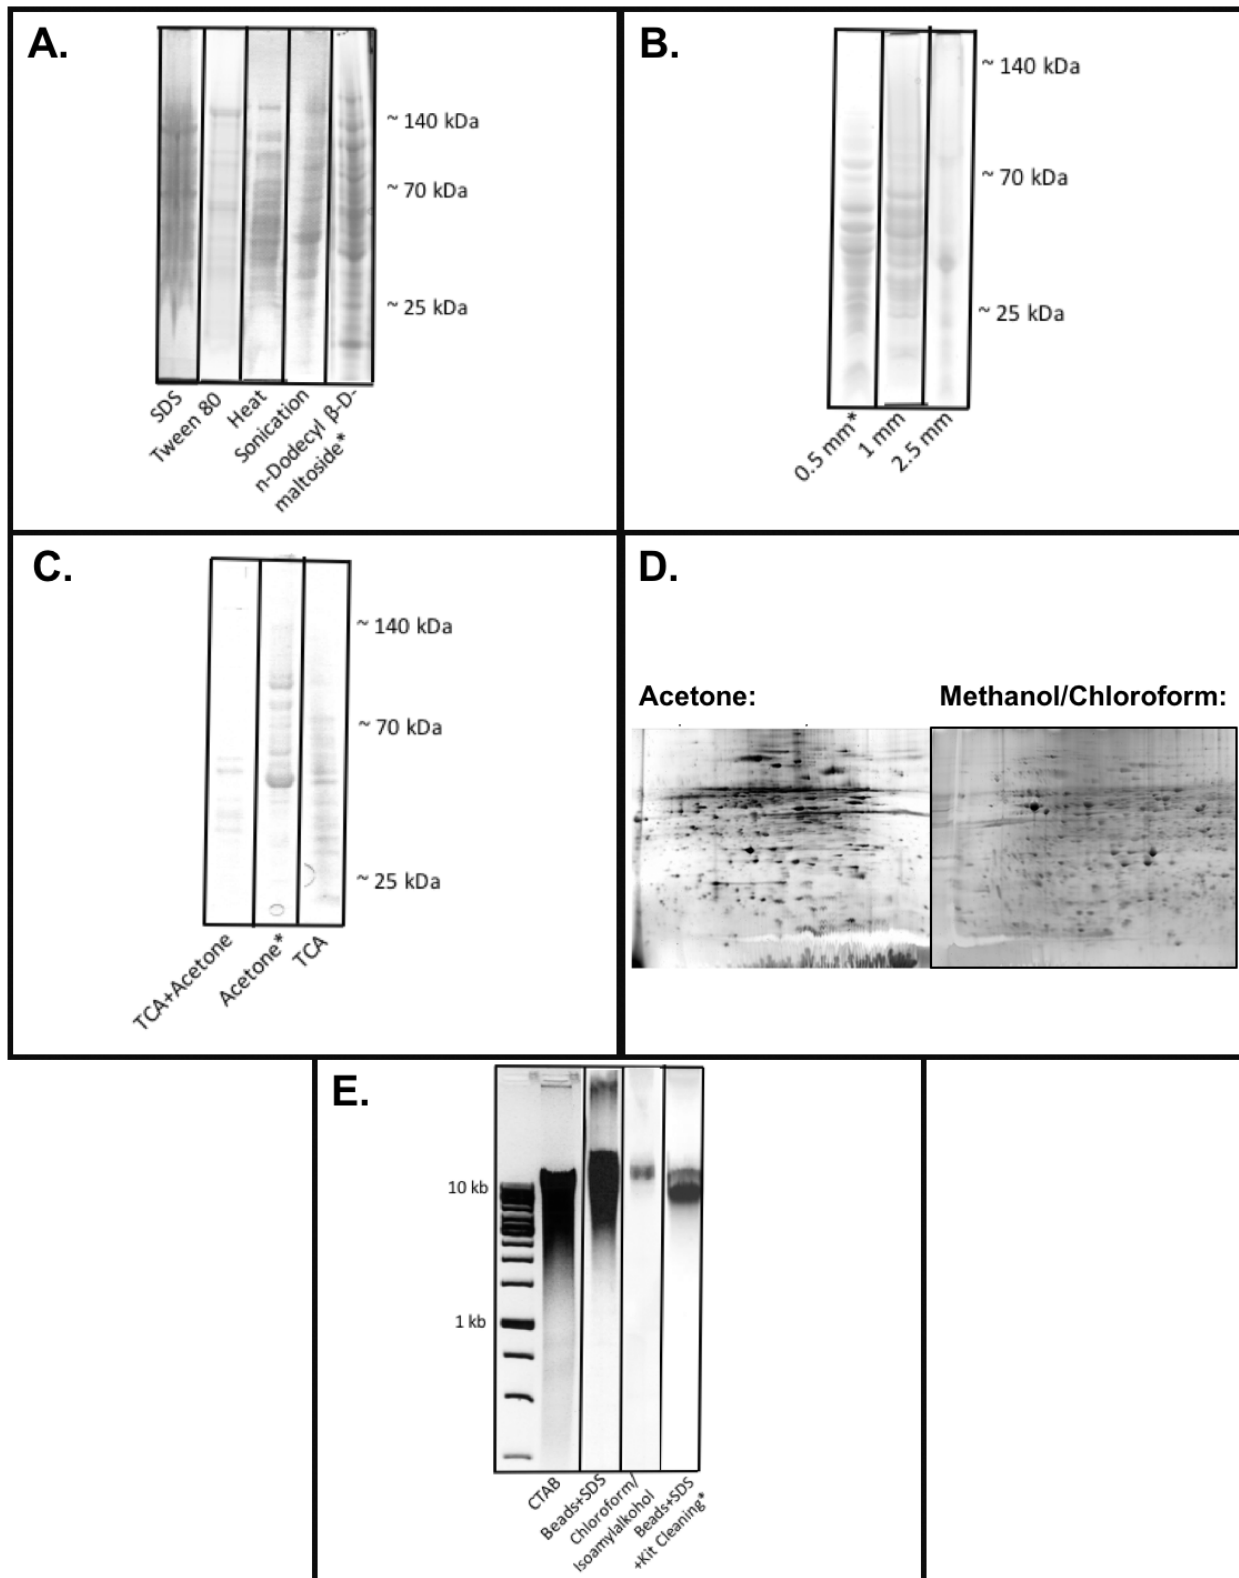 A.
~ 140 kDa
~ 70 kDa
~ 25 kDa
SDS
Tween 80
Heat
Sonication
n-Dodecyl β-D-
maltoside*
B.
~ 140 kDa
~ 70 kDa
~ 25 kDa
0.5 mm*
1 mm
2.5 mm
C.
~ 140 kDa
~ 70 kDa
~ 25 kDa
TCA+Acetone
Acetone*
TCA
D.
Acetone:
Methanol/Chloroform:
E.
10 kb
1 kb
CTAB
Beads+SDS
Chloroform/
Isoamylalkohol
Beads+SDS
+Kit Cleaning*